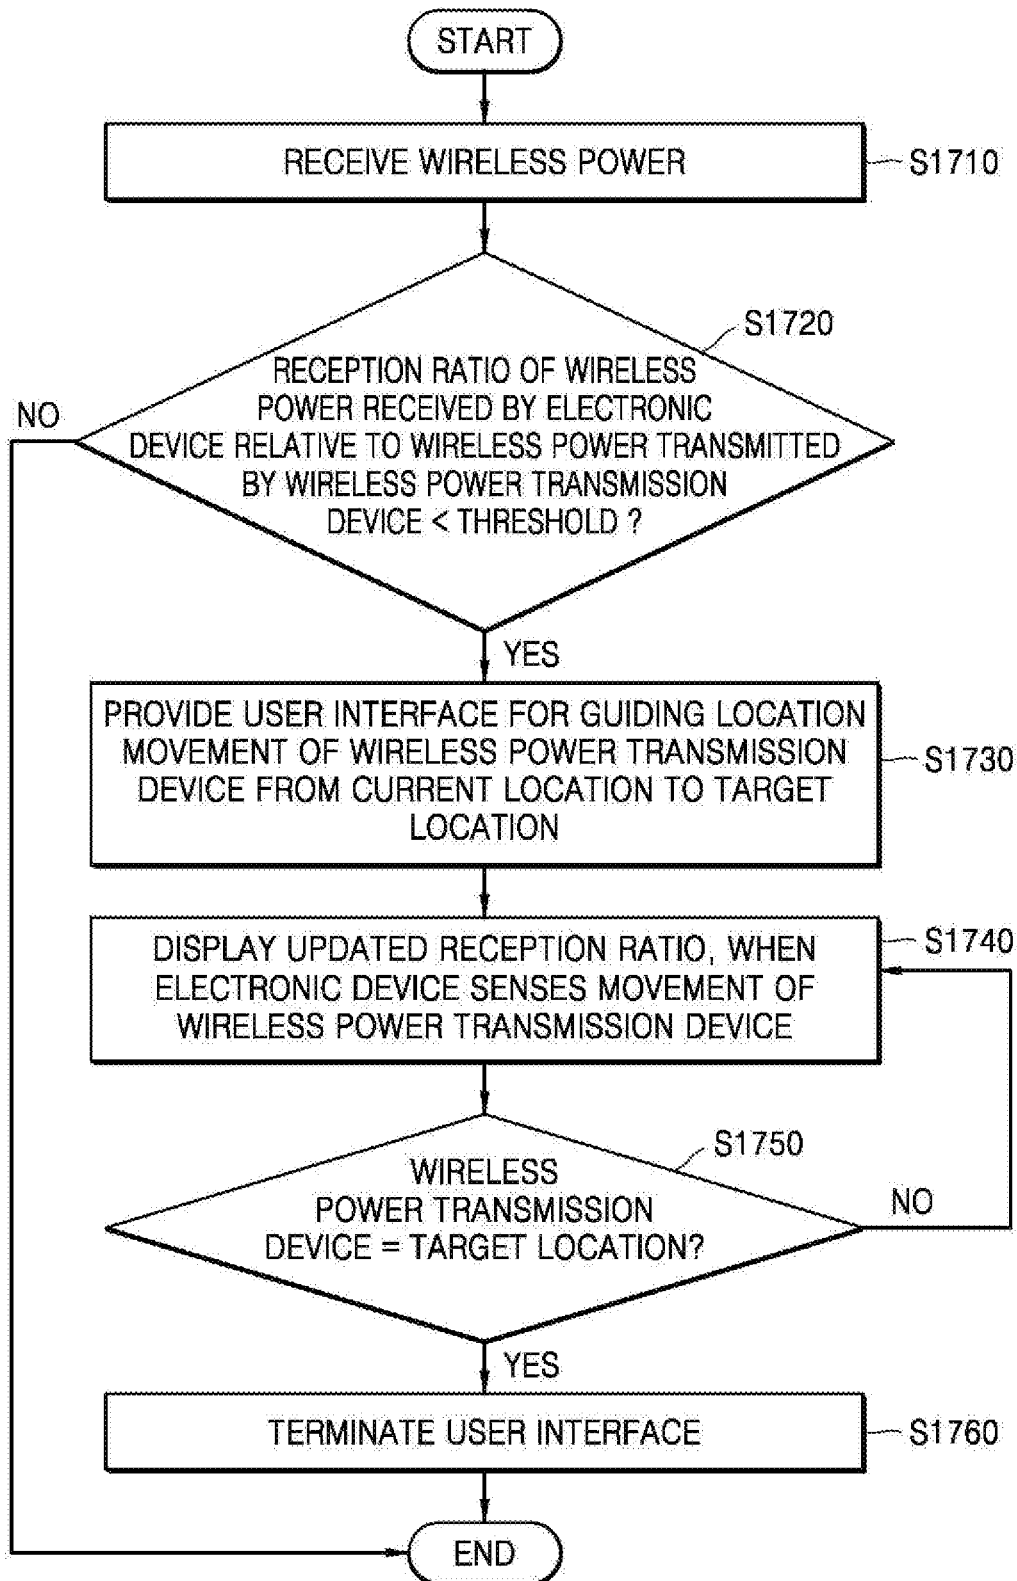 START
RECEIVE WIRELESS POWER
S1710
S1720
RECEPTION RATIO OF WIRELESS
POWER RECEIVED BY ELECTRONIC
DEVICE RELATIVE TO WIRELESS POWER TRANSMITTED
BY WIRELESS POWER TRANSMISSION
DEVICE < THRESHOLD ?
NO
YES
PROVIDE USER INTERFACE FOR GUIDING LOCATION
MOVEMENT OF WIRELESS POWER TRANSMISSION
DEVICE FROM CURRENT LOCATION TO TARGET
LOCATION
S1730
DISPLAY UPDATED RECEPTION RATIO, WHEN
ELECTRONIC DEVICE SENSES MOVEMENT OF
WIRELESS POWER TRANSMISSION DEVICE
S1740
S1750
WIRELESS
POWER TRANSMISSION
DEVICE = TARGET LOCATION?
NO
YES
TERMINATE USER INTERFACE
S1760
END